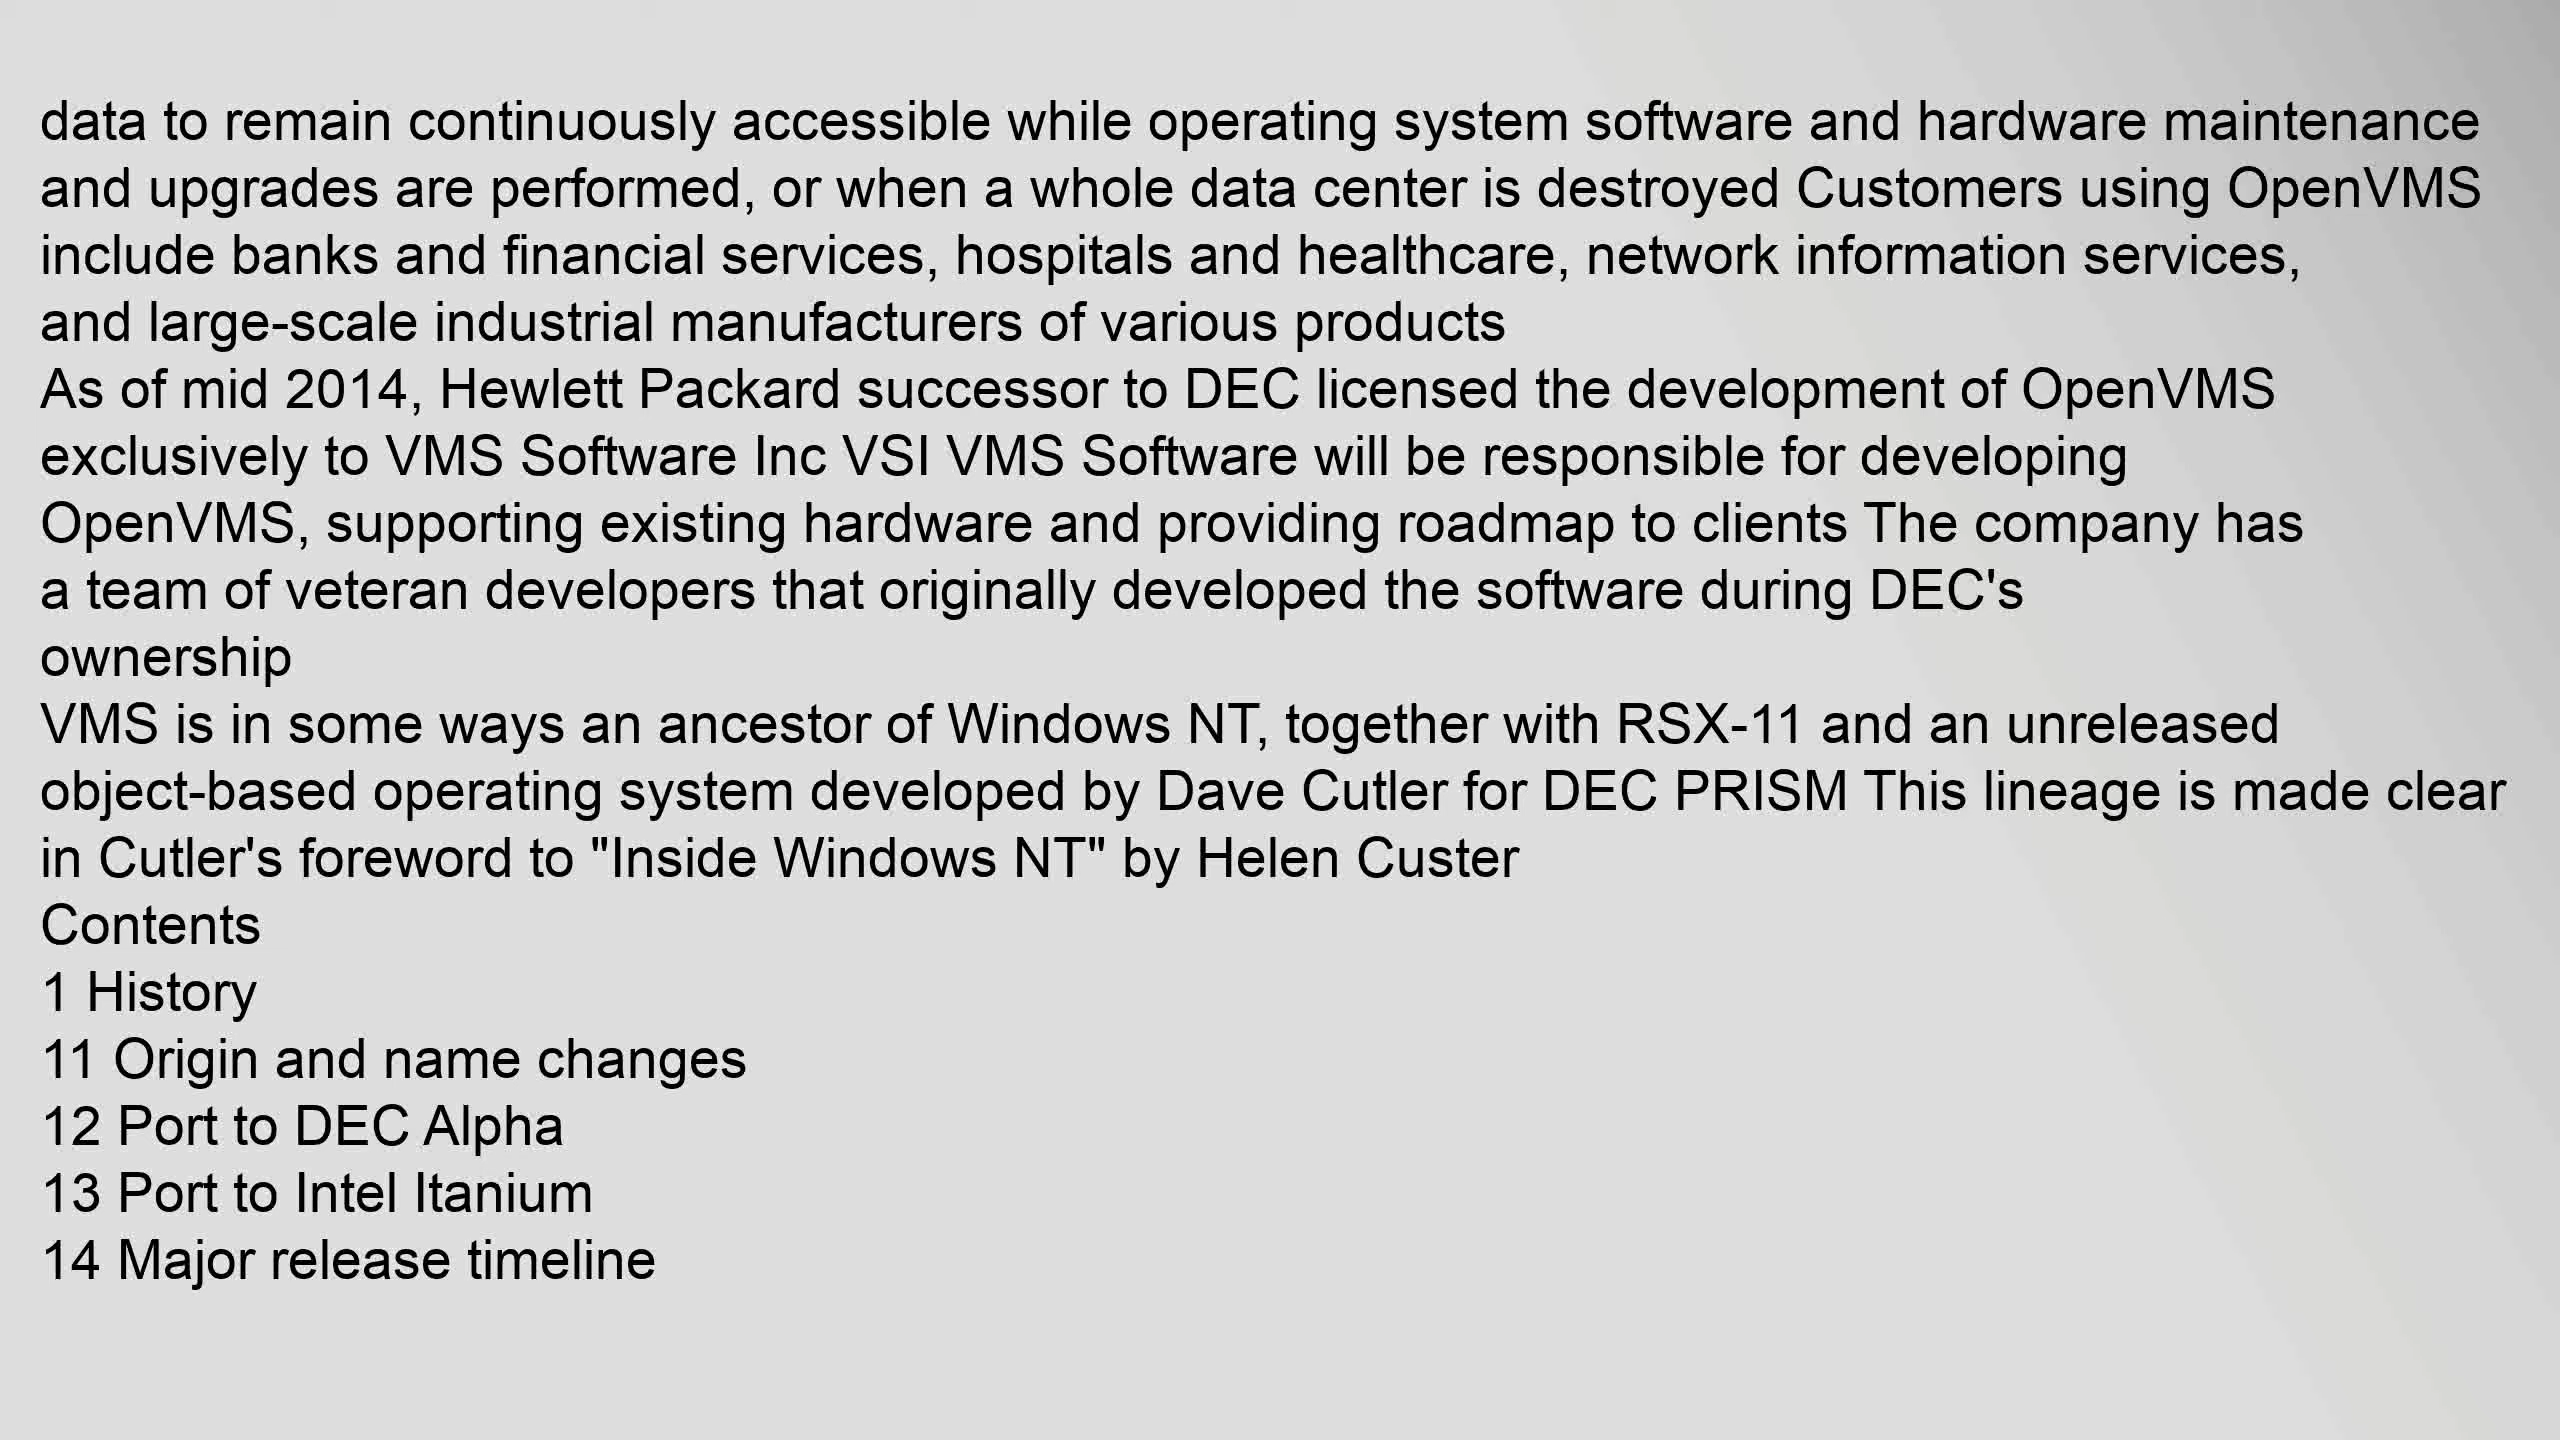 data to remain continuously accessible while operating system software and hardware maintenance
and upgrades are performed, or when a whole data center is destroyed Customers using OpenVMS
include banks and financial services, hospitals and healthcare, network information services,
and large-scale industrial manufacturers of various products
As of mid 2014, Hewlett Packard successor to DEC licensed the development of OpenVMS
exclusively to VMS Software Inc VSI VMS Software will be responsible for developing
OpenVMS, supporting existing hardware and providing roadmap to clients The company has
a team of veteran developers that originally developed the software during DEC's
ownership
VMS is in some ways an ancestor of Windows NT, together with RSX-11 and an unreleased
object-based operating system developed by Dave Cutler for DEC PRISM This lineage is made clear
in Cutler's foreword to "Inside Windows NT" by Helen Custer
Contents
1 History
11 Origin and name changes
12 Port to DEC Alpha
13 Port to Intel Itanium
14 Major release timeline